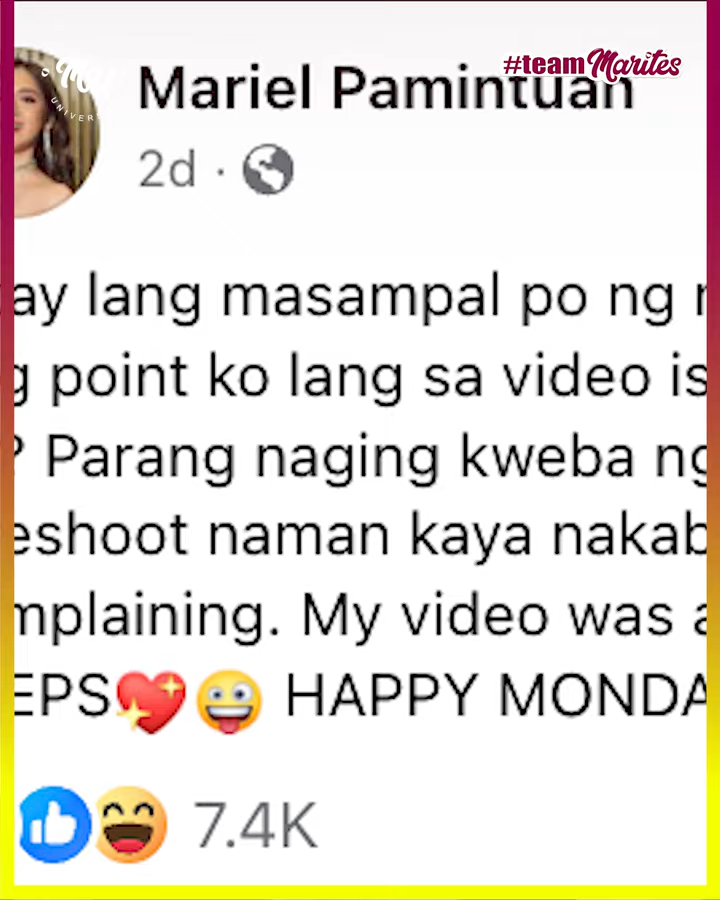 #teamMarites
Mariel Pamintuan
2d ·
ay lang masampal po ng
point ko lang sa video is
? Parang naging kweba ng
eshoot naman kaya nakab
mplaining. My video was a
EPS💖🤪 HAPPY MONDA
7.4K